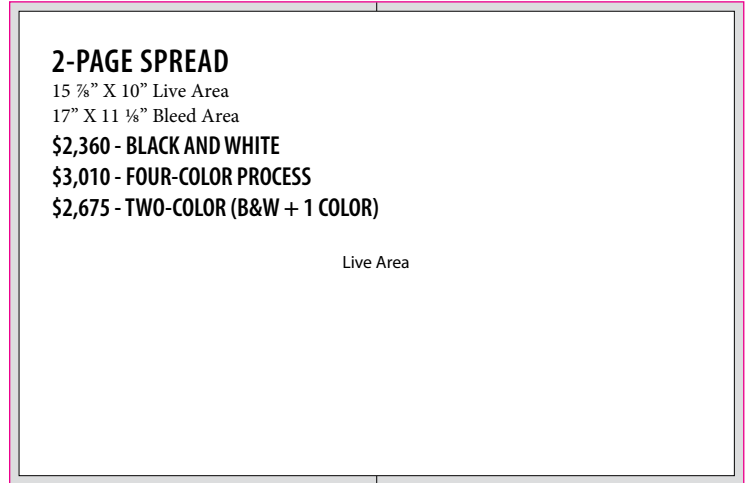 2-PAGE SPREAD
15 ⅞” X 10” Live Area
17” X 11 ⅛” Bleed Area
$2,360 - BLACK AND WHITE
$3,010 - FOUR-COLOR PROCESS
$2,675 - TWO-COLOR (B&W + 1 COLOR)
Live Area